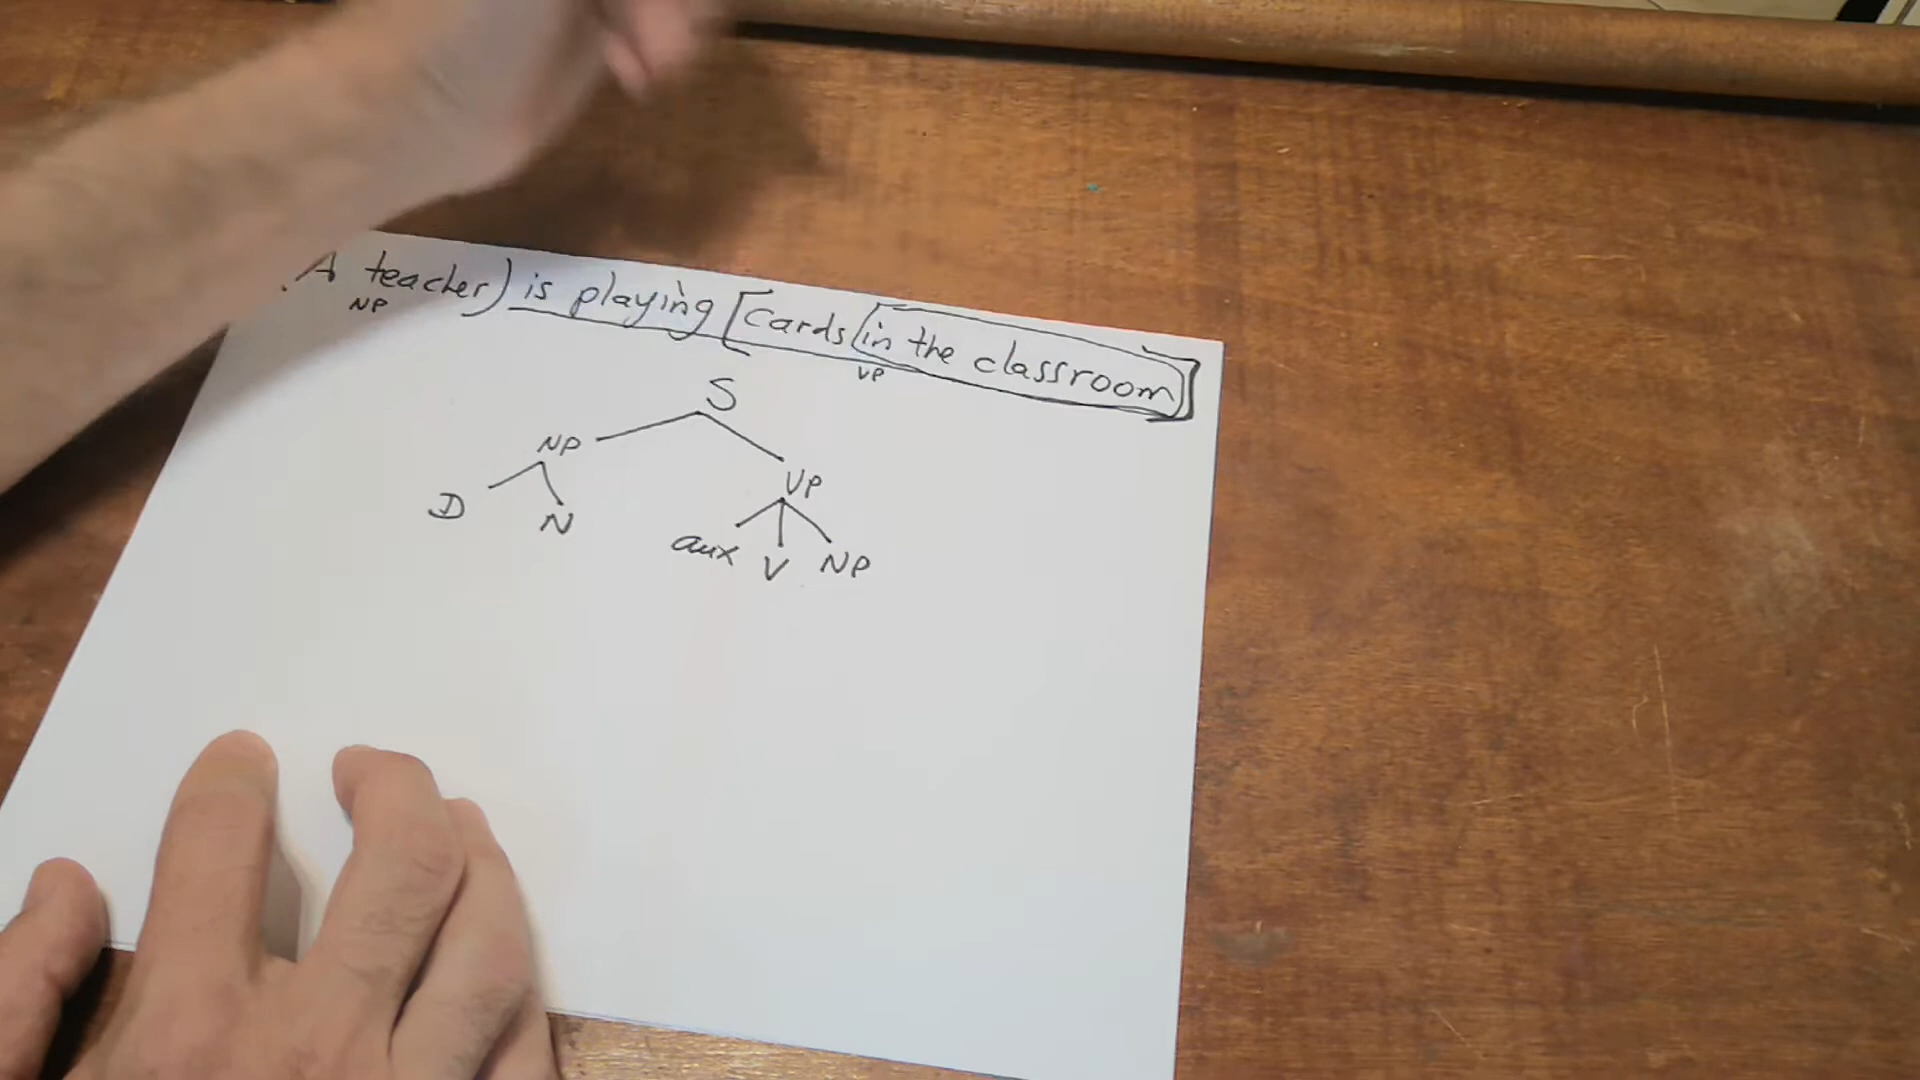 A teacher) is playing [cards (in the classroom)]
NP VP
S
NP VP
D N aux V NP